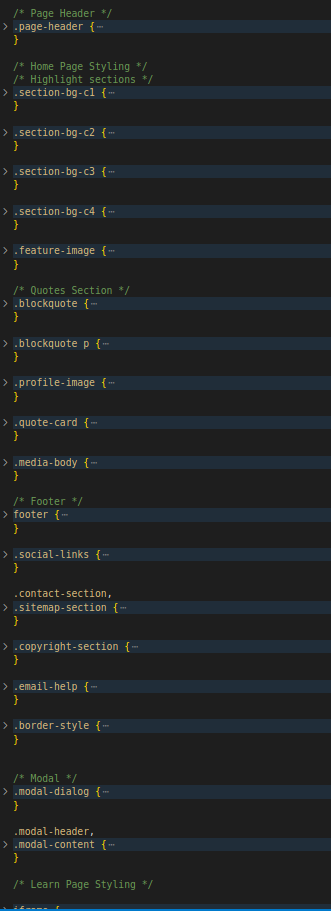 /* Page Header */
.page-header {⋯
}
/* Home Page Styling */
/* Highlight sections */
.section-bg-c1 {⋯
}
.section-bg-c2 {⋯
}
.section-bg-c3 {⋯
}
.section-bg-c4 {⋯
}
.feature-image {⋯
}
/* Quotes Section */
.blockquote {⋯
}
.blockquote p {⋯
}
.profile-image {⋯
}
.quote-card {⋯
}
.media-body {⋯
}
/* Footer */
footer {⋯
}
.social-links {⋯
}
.contact-section,
.sitemap-section {⋯
}
.copyright-section {⋯
}
.email-help {⋯
}
.border-style {⋯
}
/* Modal */
.modal-dialog {⋯
}
.modal-header,
.modal-content {⋯
}
/* Learn Page Styling */
iframe {